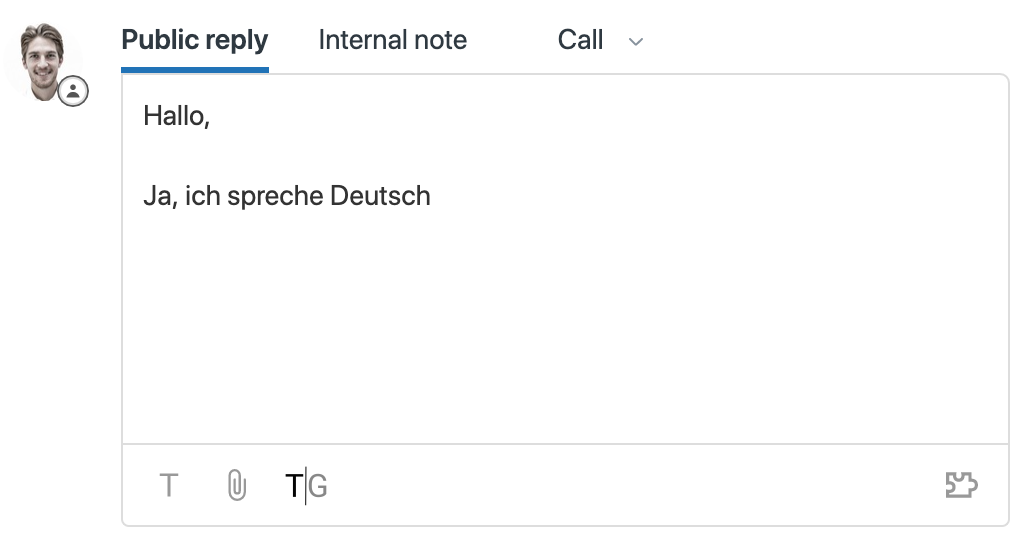 Public reply Internal note Call
Hallo,
Ja, ich spreche Deutsch
T T|G